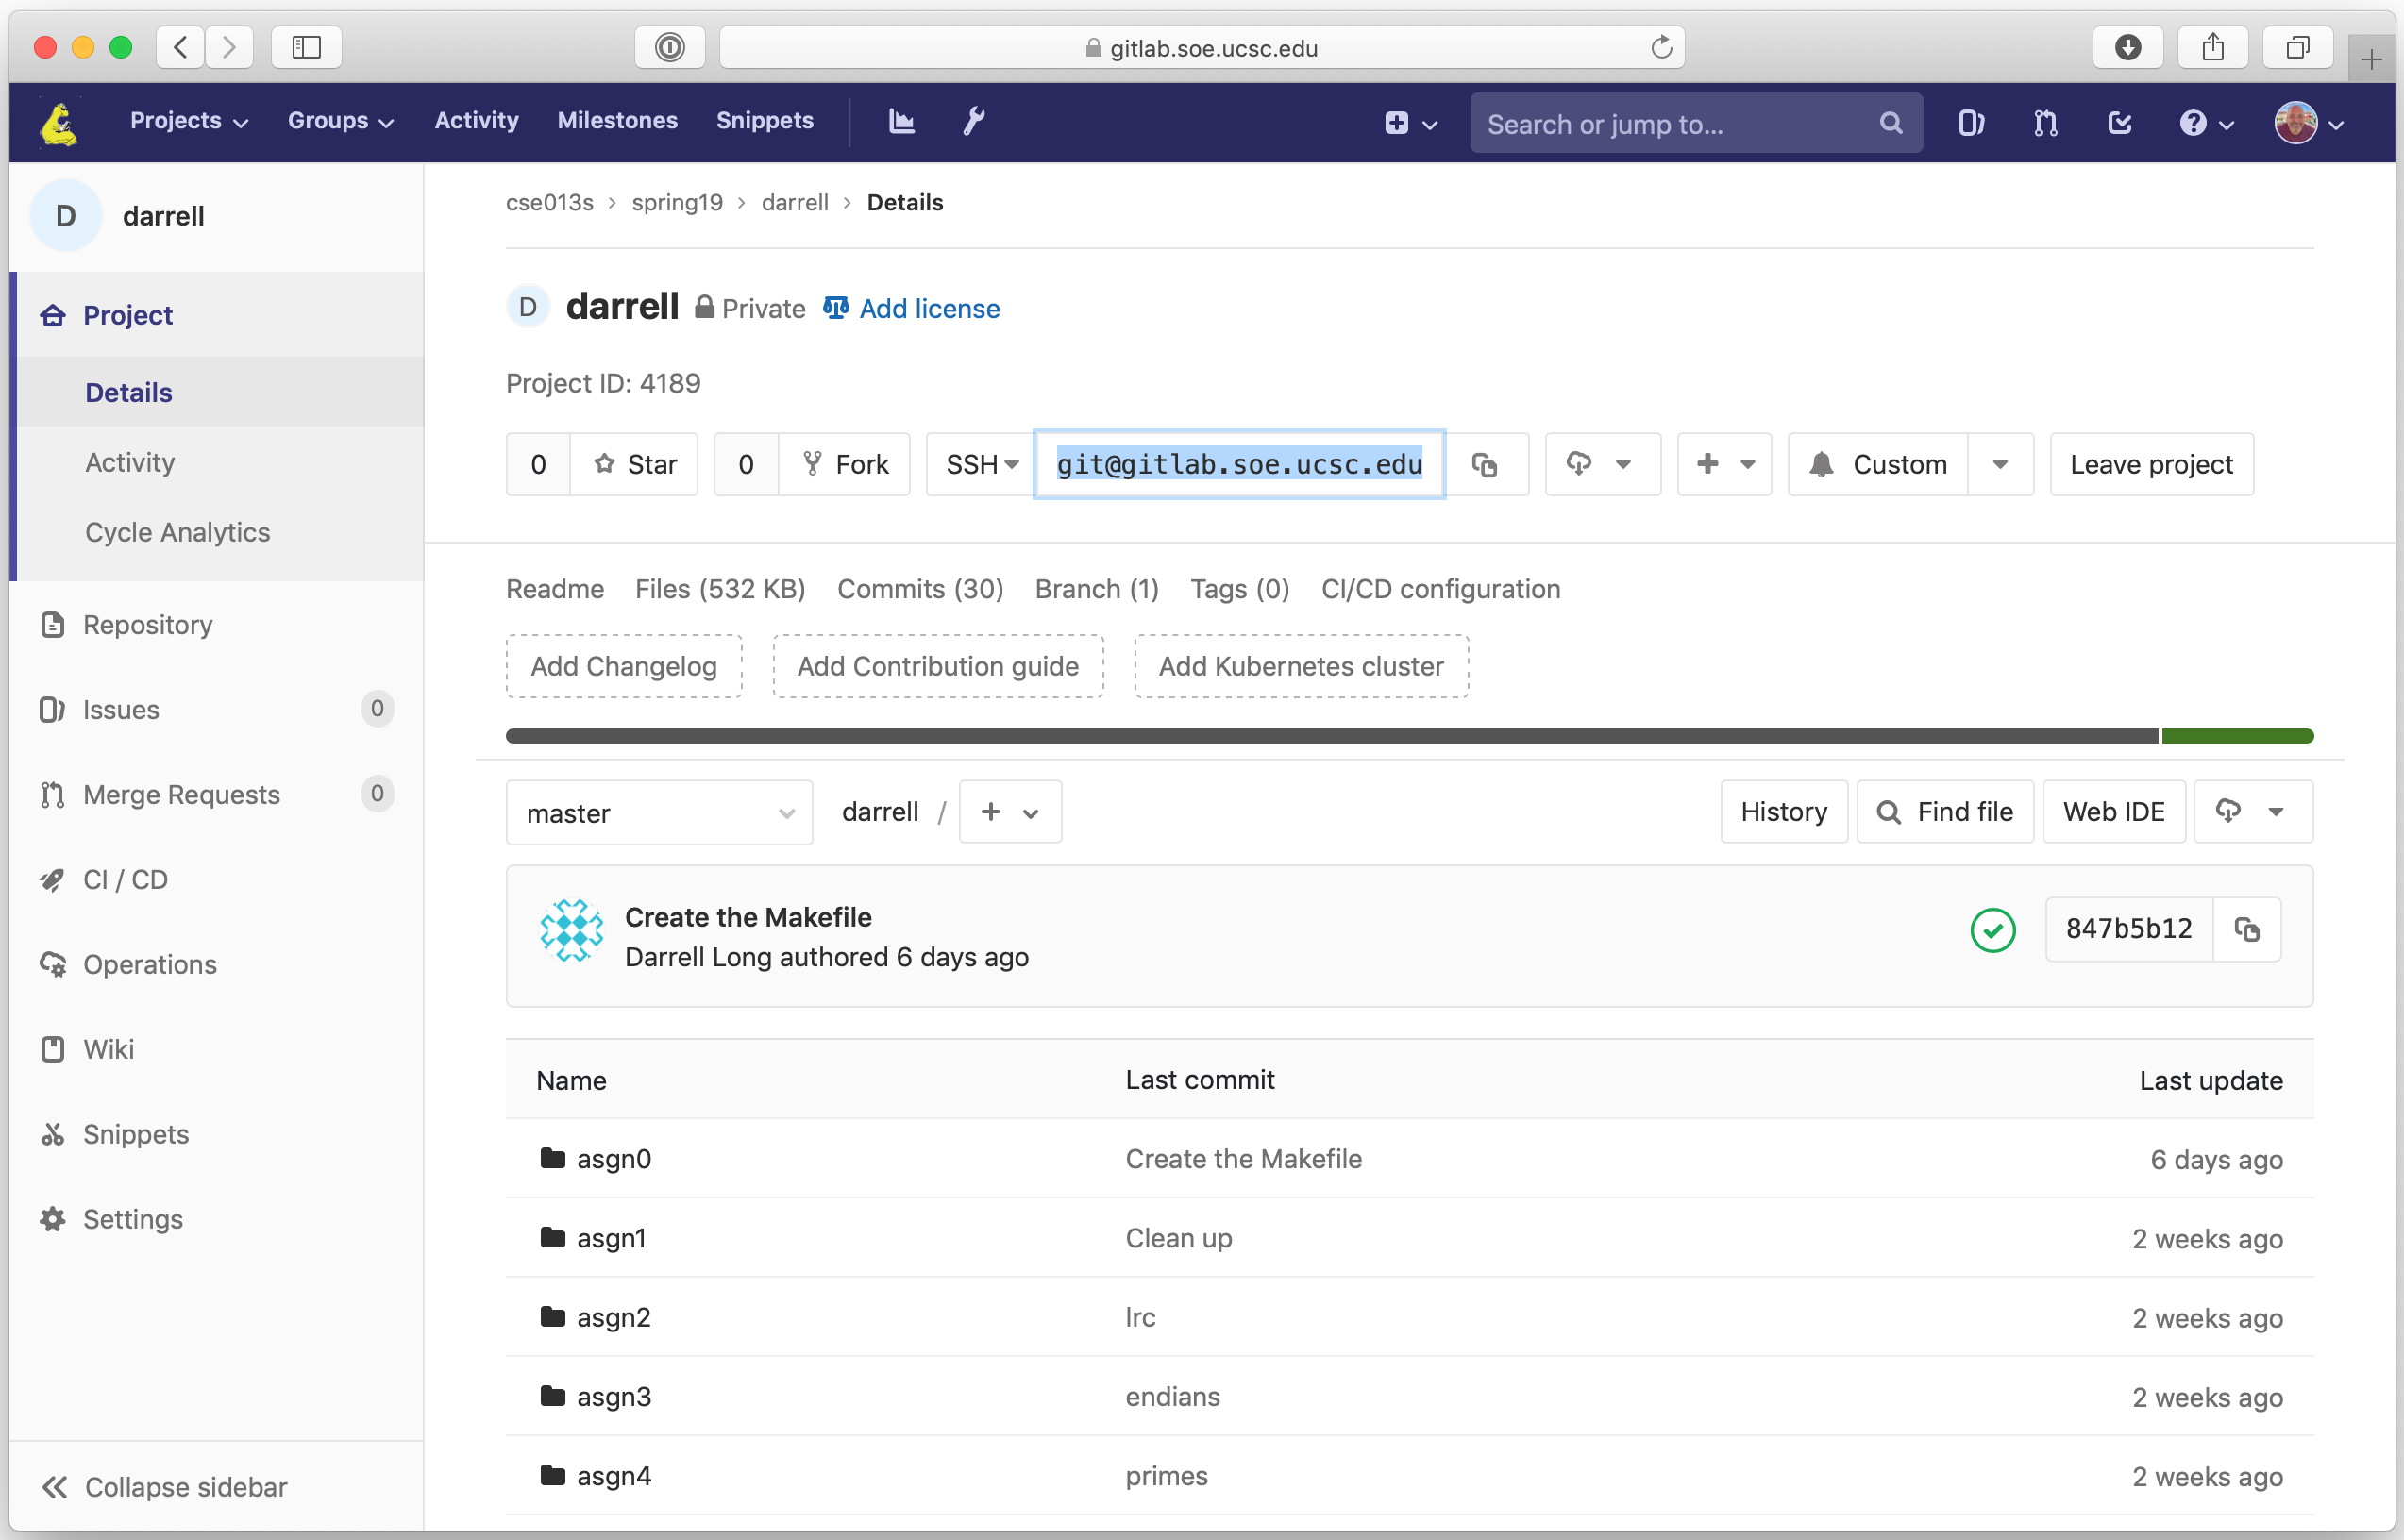 gitlab.soe.ucsc.edu
Projects Groups Activity Milestones Snippets Search or jump to...
D darrell
Project
Details
Activity
Cycle Analytics
Repository
Issues 0
Merge Requests 0
CI / CD
Operations
Wiki
Snippets
Settings
Collapse sidebar
cse013s > spring19 > darrell > Details
D darrell Private Add license
Project ID: 4189
0 Star 0 Fork SSH git@gitlab.soe.ucsc.edu Custom Leave project
Readme Files (532 KB) Commits (30) Branch (1) Tags (0) CI/CD configuration
Add Changelog Add Contribution guide Add Kubernetes cluster
master darrell / + History Find file Web IDE
Create the Makefile
Darrell Long authored 6 days ago
847b5b12
Name Last commit Last update
asgn0 Create the Makefile 6 days ago
asgn1 Clean up 2 weeks ago
asgn2 lrc 2 weeks ago
asgn3 endians 2 weeks ago
asgn4 primes 2 weeks ago